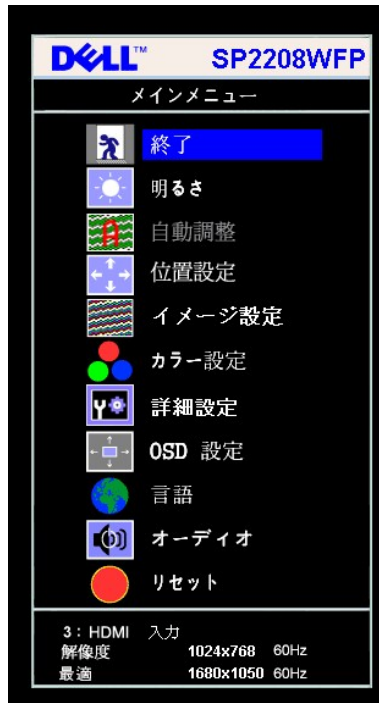 DELL™ SP2208WFP
メインメニュー
終了
明るさ
自動調整
位置設定
イメージ設定
カラー設定
詳細設定
OSD 設定
言語
オーディオ
リセット
3：HDMI 入力
解像度 1024x768 60Hz
最適 1680x1050 60Hz